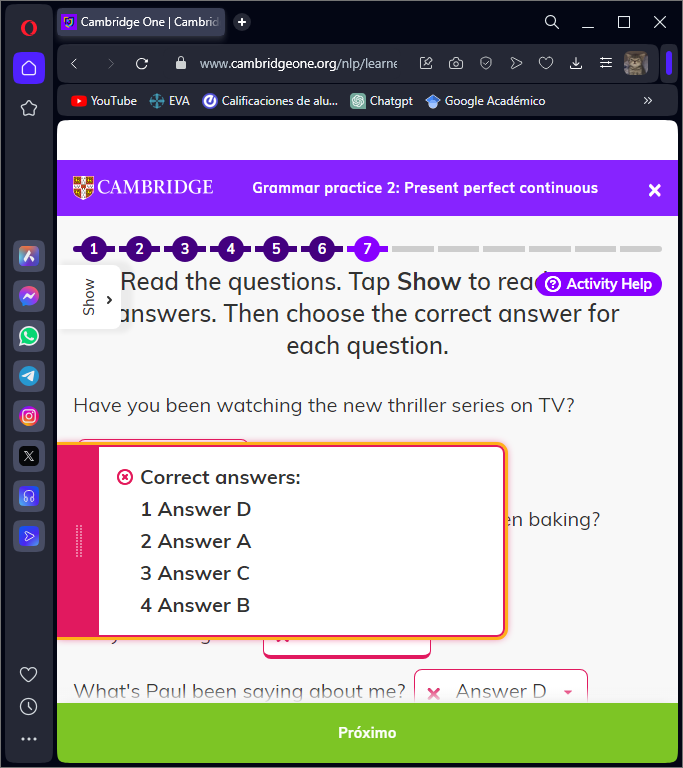 Cambridge One | Cambrid
www.cambridgeone.org/nlp/learne
YouTube
EVA
Calificaciones de alu...
Chatgpt
Google Académico
CAMBRIDGE
Grammar practice 2: Present perfect continuous
1 2 3 4 5 6 7
Show
Activity Help
Read the questions. Tap Show to rea
answers. Then choose the correct answer for
each question.
Have you been watching the new thriller series on TV?
en baking?
Correct answers:
1 Answer D
2 Answer A
3 Answer C
4 Answer B
What's Paul been saying about me?
Answer D
Próximo